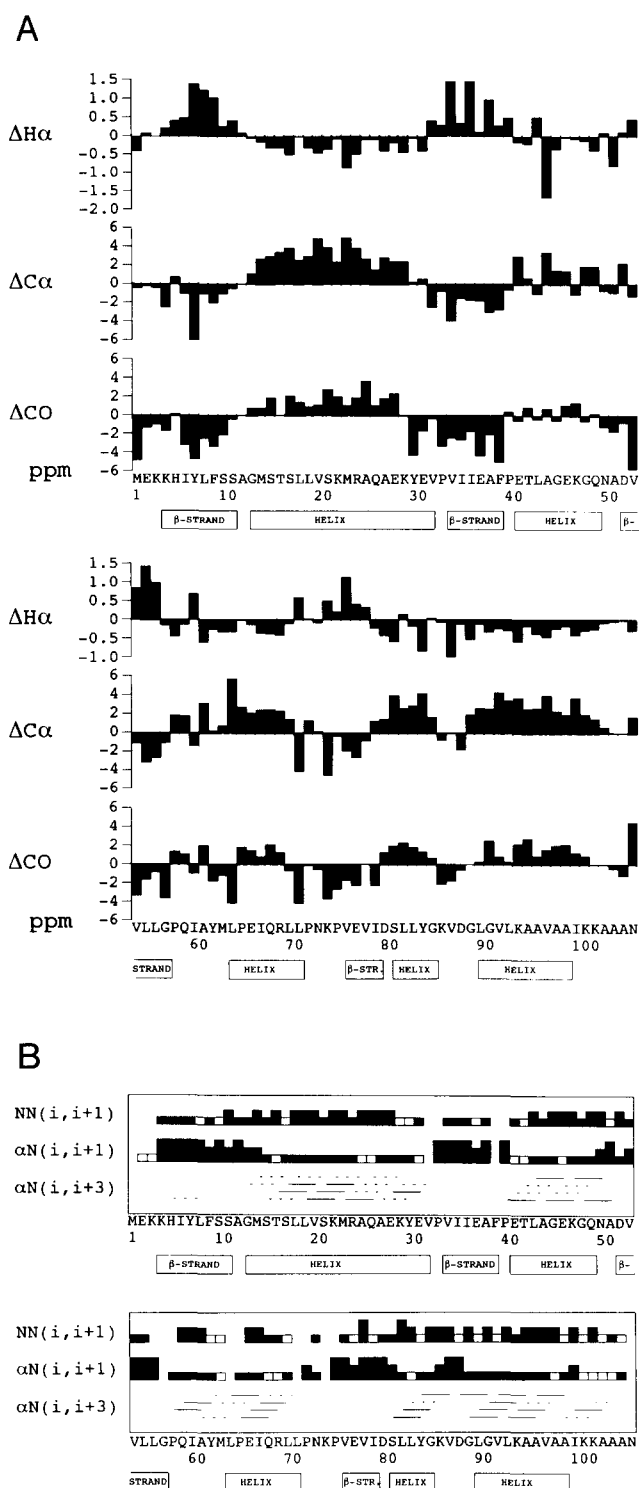 A
ΔHα
1.5
1.0
0.5
0
-0.5
-1.0
-1.5
-2.0
ΔCα
6
4
2
0
-2
-4
-6
ΔCO
6
4
2
0
-2
-4
-6
ppm
MEKKHIYLFSSAGMSTSLLVSKMRAQAEKYEVPVIIEAFPETLAGEKGQNADV
1 10 20 30 40 50
β-STRAND HELIX β-STRAND HELIX β-
ΔHα
1.5
1.0
0.5
0
-0.5
-1.0
ΔCα
6
4
2
0
-2
-4
-6
ΔCO
6
4
2
0
-2
-4
-6
ppm
VLLGPQIAYMLPEIQRLLPNKPVEVIDSLLYGKVDGLGVLKAAVAAIKKAAAN
60 70 80 90 100
STRAND HELIX β-STR. HELIX HELIX
B
NN(i,i+1)
αN(i,i+1)
αN(i,i+3)
MEKKHIYLFSSAGMSTSLLVSKMRAQAEKYEVPVIIEAFPETLAGEKGQNADV
1 10 20 30 40 50
β-STRAND HELIX β-STRAND HELIX β-
NN(i,i+1)
αN(i,i+1)
αN(i,i+3)
VLLGPQIAYMLPEIQRLLPNKPVEVIDSLLYGKVDGLGVLKAAVAAIKKAAAN
60 70 80 90 100
STRAND HELIX β-STR. HELIX HELIX